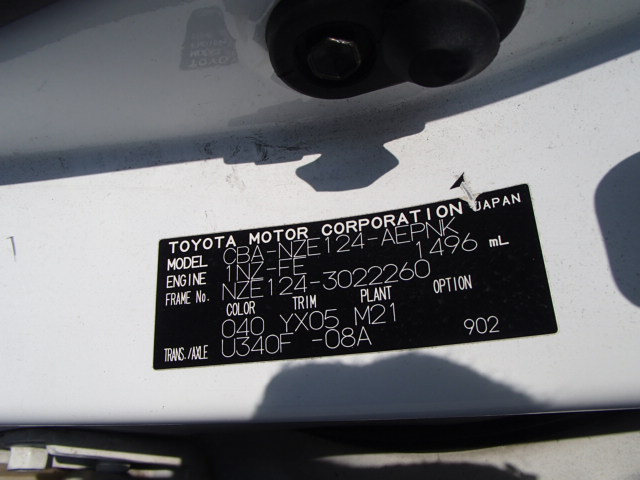 TOYOTA MOTOR CORPORATION JAPAN
MODEL CBA-NZE124-AEPNK
ENGINE 1NZ-FE 1496 mL
FRAME No. NZE124-3022260
COLOR TRIM PLANT OPTION
040 YX05 M21
TRANS./AXLE U340F -08A 902